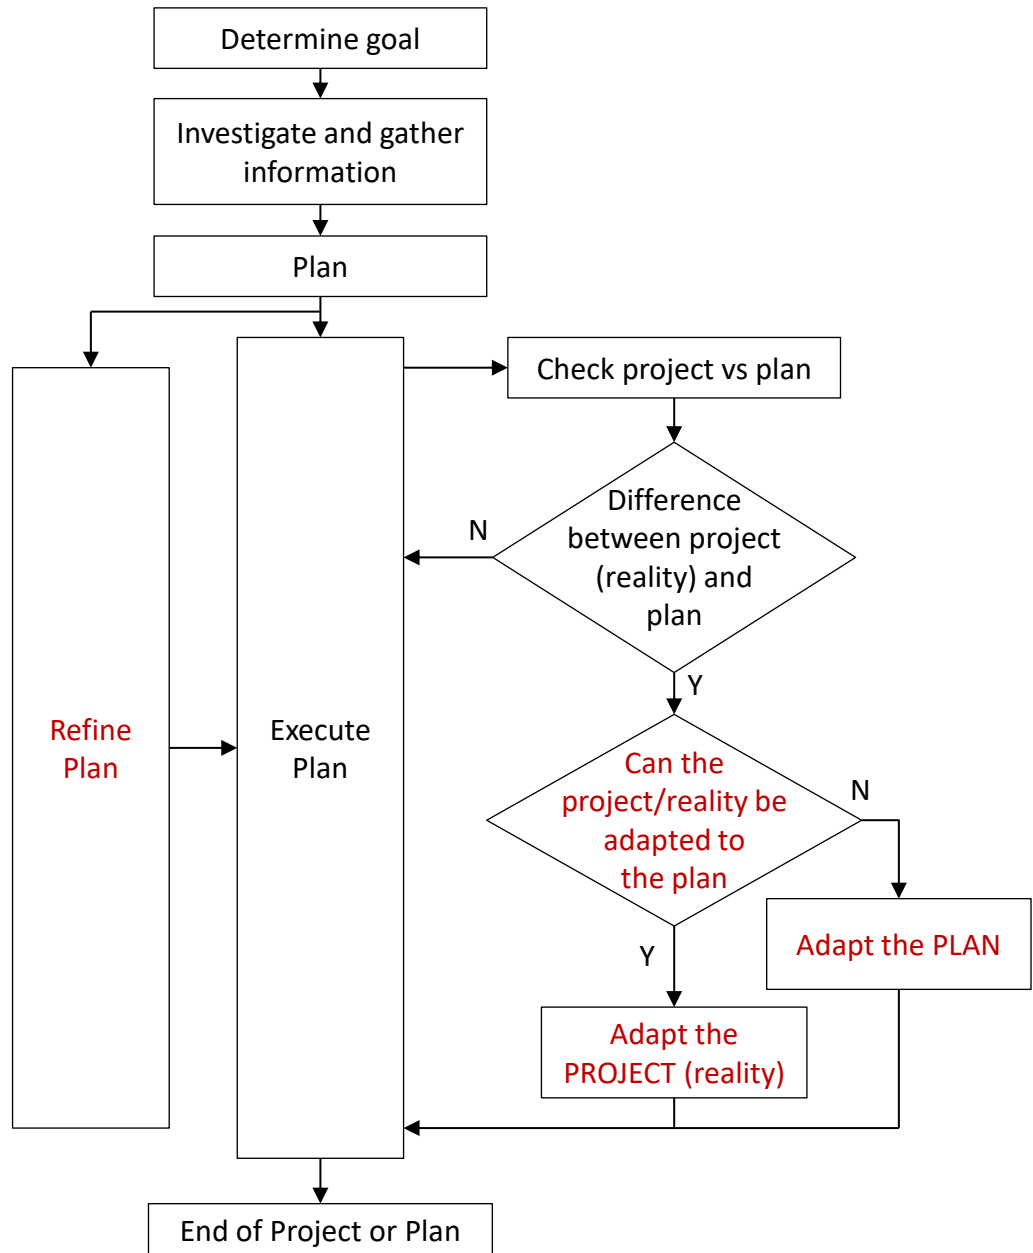 Determine goal
Investigate and gather
information
Plan
Check project vs plan
Difference
between project
(reality) and
plan
N
Y
Refine
Plan
Execute
Plan
Can the
project/reality be
adapted to
the plan
N
Adapt the PLAN
Y
Adapt the
PROJECT (reality)
End of Project or Plan